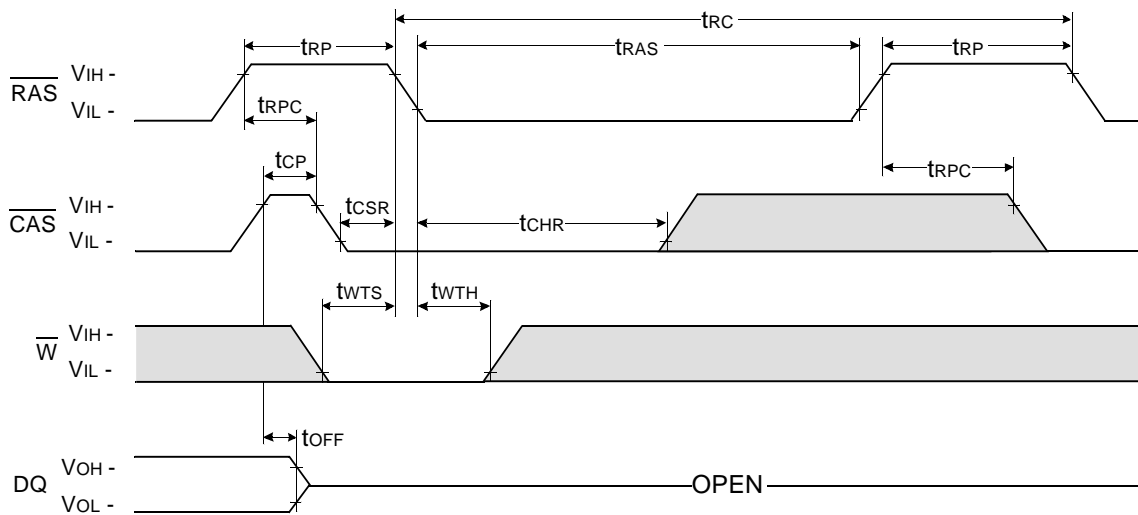 tRC
tRP
tRAS
tRP
RAS
VIH -
VIL -
tRPC
tCP
tRPC
CAS
VIH -
VIL -
tCSR
tCHR
tWTS
tWTH
W
VIH -
VIL -
tOFF
DQ
VOH -
VOL -
OPEN